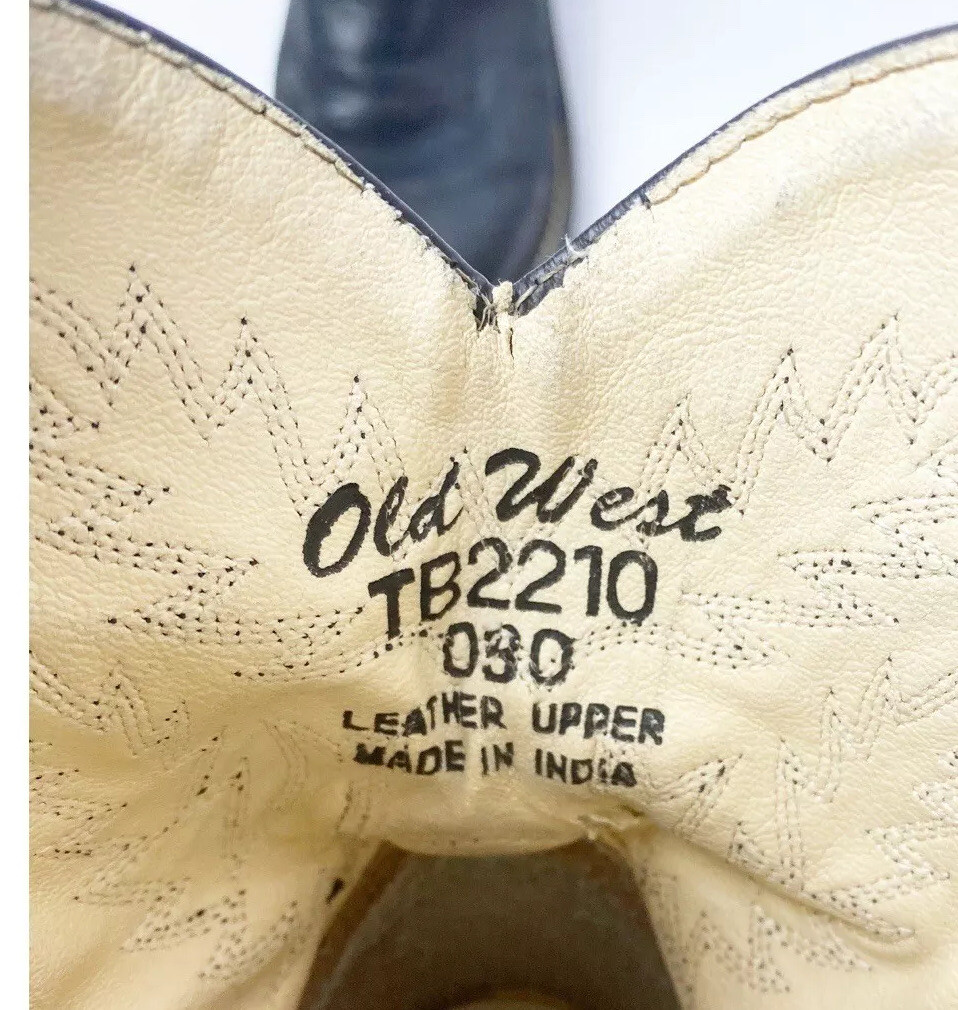 Old West
TB2210
030
LEATHER UPPER
MADE IN INDIA